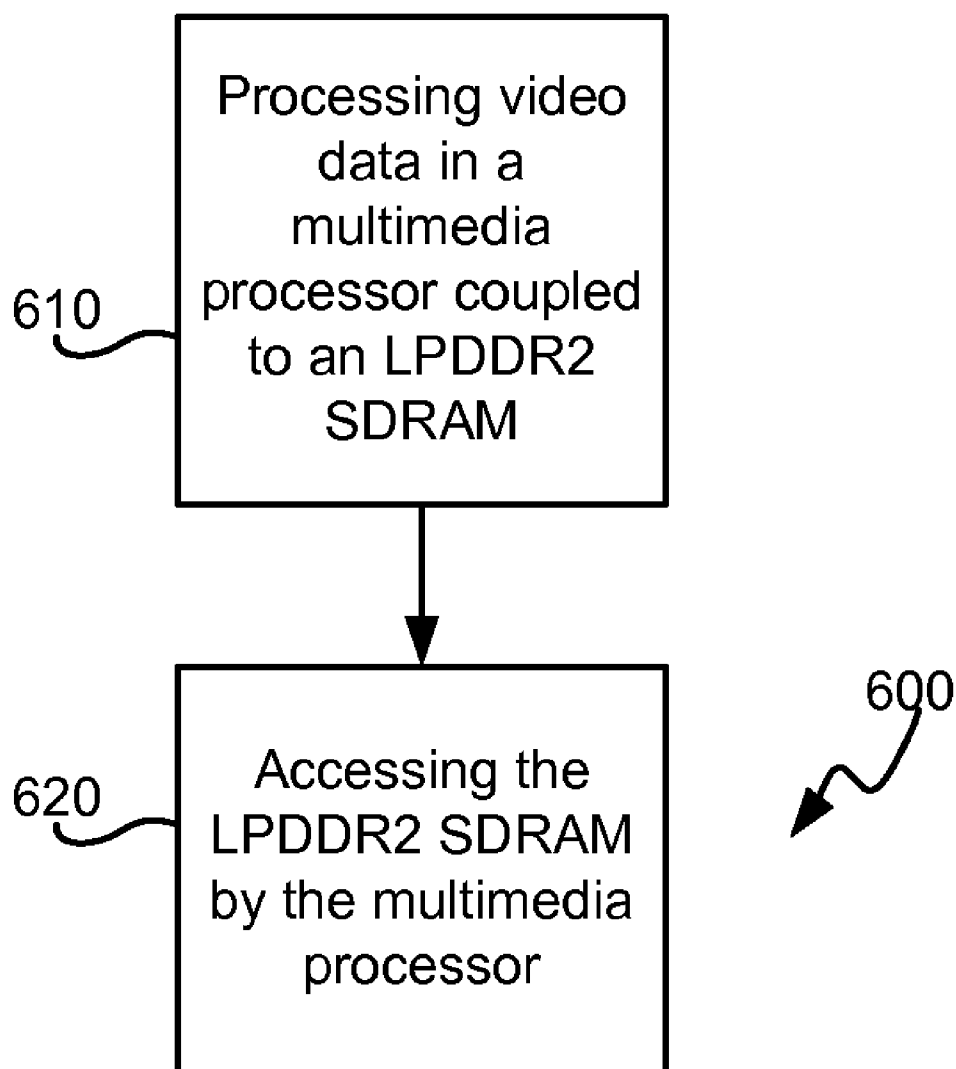 Processing video
data in a
multimedia
processor coupled
to an LPDDR2
SDRAM
610
Accessing the
LPDDR2 SDRAM
by the multimedia
processor
620
600